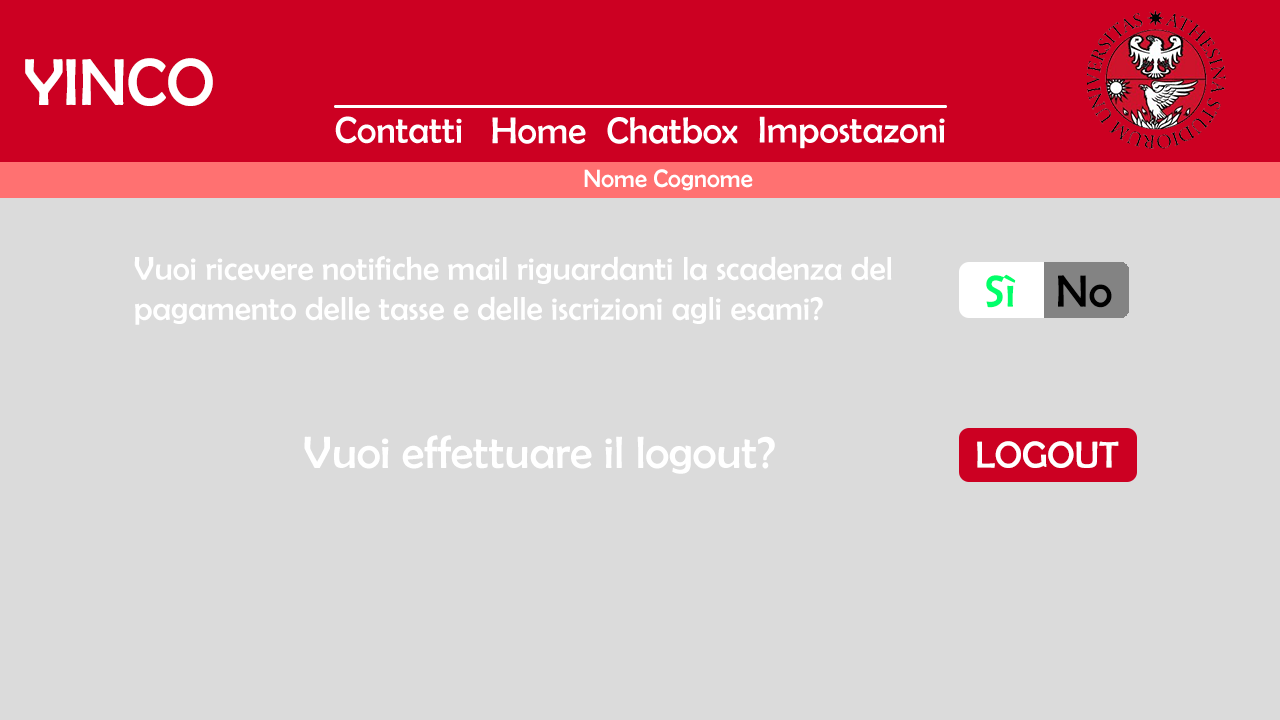 YINCO
UNIVERSITAS ATHESINA STUDIORUM
Contatti Home Chatbox Impostazoni
Nome Cognome
Vuoi ricevere notifiche mail riguardanti la scadenza del
pagamento delle tasse e delle iscrizioni agli esami?
Sì No
Vuoi effettuare il logout?
LOGOUT